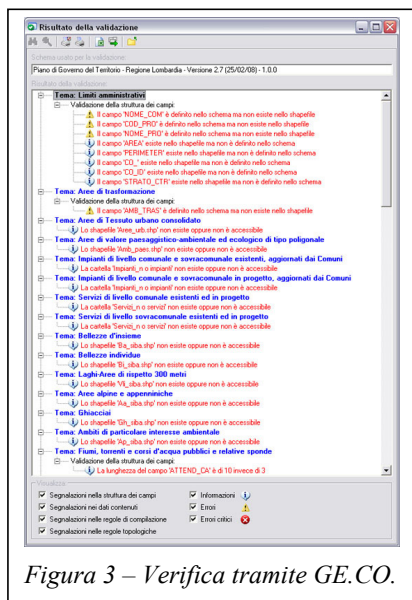 Risultato della validazione
Schema usato per la validazione:
Piano di Governo del Territorio - Regione Lombardia - Versione 2.7 (25/02/08) - 1.0.0
Risultato della validazione:
Tema: Limiti amministrativi
Validazione della struttura dei campi:
Il campo 'NOME_COM' è definito nello schema ma non esiste nello shapefile
Il campo 'COD_PRO' è definito nello schema ma non esiste nello shapefile
Il campo 'NOME_PRO' è definito nello schema ma non esiste nello shapefile
Il campo 'AREA' esiste nello shapefile ma non è definito nello schema
Il campo 'PERIMETER' esiste nello shapefile ma non è definito nello schema
Il campo 'CO_' esiste nello shapefile ma non è definito nello schema
Il campo 'CO_ID' esiste nello shapefile ma non è definito nello schema
Il campo 'STRATO_CTR' esiste nello shapefile ma non è definito nello schema
Tema: Aree di trasformazione
Validazione della struttura dei campi:
Il campo 'AMB_TRAS' è definito nello schema ma non esiste nello shapefile
Tema: Aree di Tessuto urbano consolidato
Lo shapefile 'Area_urb.shp' non esiste oppure non è accessibile
Tema: Aree di valore paesaggistico-ambientale ed ecologico di tipo poligonale
Lo shapefile 'Amb_paes.shp' non esiste oppure non è accessibile
Tema: Impianti di livello comunale e sovracomunale esistenti, aggiornati dai Comuni
La cartella 'Impianti_n o impianti' non esiste oppure non è accessibile
Tema: Impianti di livello comunale e sovracomunale in progetto, aggiornati dai Comuni
La cartella 'Impianti_n o impianti' non esiste oppure non è accessibile
Tema: Servizi di livello comunale esistenti ed in progetto
La cartella 'Servizi_n o servizi' non esiste oppure non è accessibile
Tema: Servizi di livello sovracomunale esistenti ed in progetto
La cartella 'Servizi_n o servizi' non esiste oppure non è accessibile
Tema: Bellezze d'insieme
Lo shapefile 'Ba_siba.shp' non esiste oppure non è accessibile
Tema: Bellezze individue
Lo shapefile 'Bi_siba.shp' non esiste oppure non è accessibile
Tema: Laghi-Aree di rispetto 300 metri
Lo shapefile 'Vli_siba.shp' non esiste oppure non è accessibile
Tema: Aree alpine e appenniniche
Lo shapefile 'Aa_siba.shp' non esiste oppure non è accessibile
Tema: Ghiacciai
Lo shapefile 'Gh_siba.shp' non esiste oppure non è accessibile
Tema: Ambiti di particolare interesse ambientale
Lo shapefile 'Ap_siba.shp' non esiste oppure non è accessibile
Tema: Fiumi, torrenti e corsi d'acqua pubblici e relative sponde
Validazione della struttura dei campi:
La lunghezza del campo 'ATTEND_CA' è di 10 invece di 3
Visualizza
Segnalazioni nella struttura dei campi
Informazioni
Segnalazioni nei dati contenuti
Errori
Segnalazioni nelle regole di compilazione
Errori critici
Segnalazioni nelle regole topologiche
Figura 3 – Verifica tramite GE.CO.